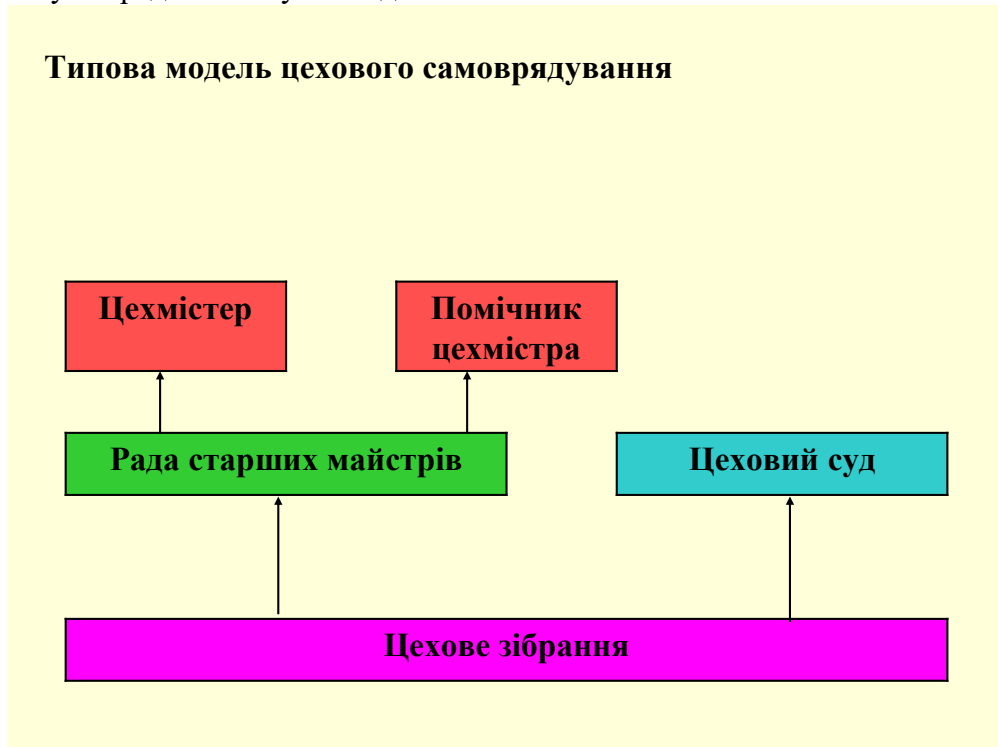 Типова модель цехового самоврядування
Цехмістер
Помічник
цехмістра
Рада старших майстрів
Цеховий суд
Цехове зібрання